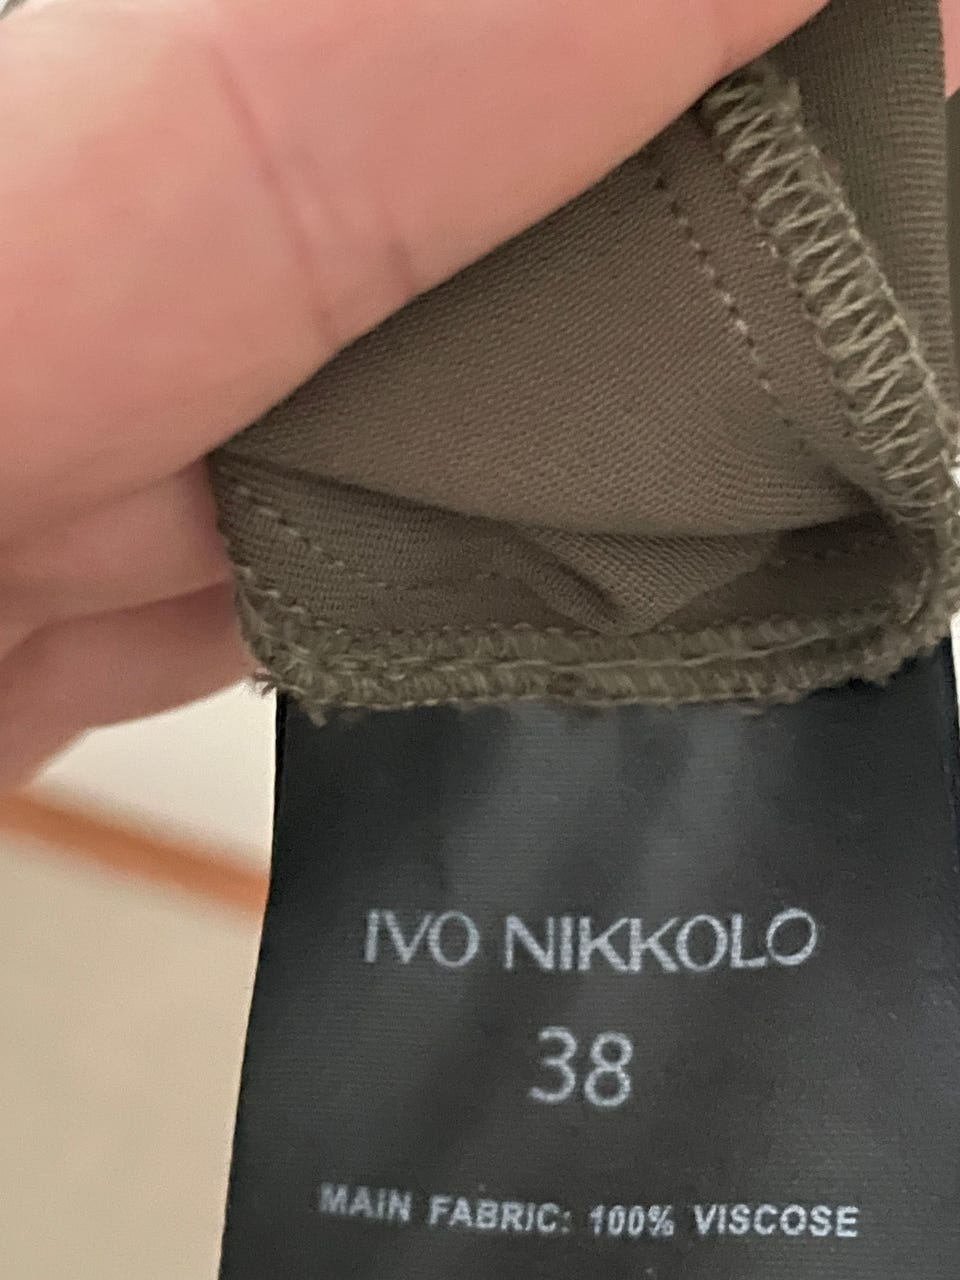 IVO NIKKOLO
38
MAIN FABRIC: 100% VISCOSE